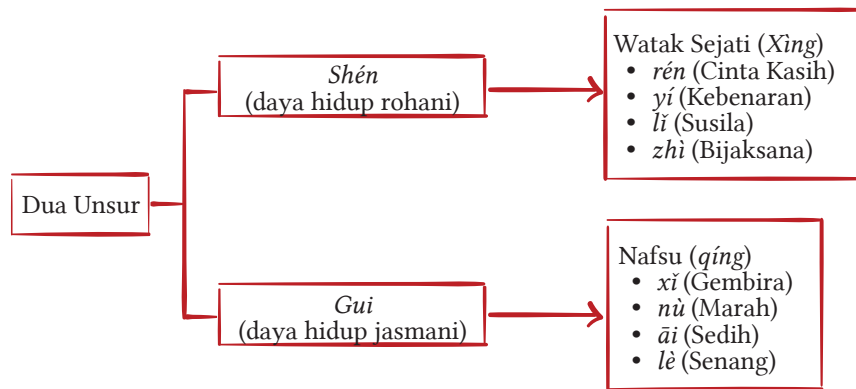 Dua Unsur
Shén
(daya hidup rohani)
Watak Sejati (Xìng)
• rén (Cinta Kasih)
• yí (Kebenaran)
• lǐ (Susila)
• zhì (Bijaksana)
Gui
(daya hidup jasmani)
Nafsu (qíng)
• xǐ (Gembira)
• nù (Marah)
• āi (Sedih)
• lè (Senang)